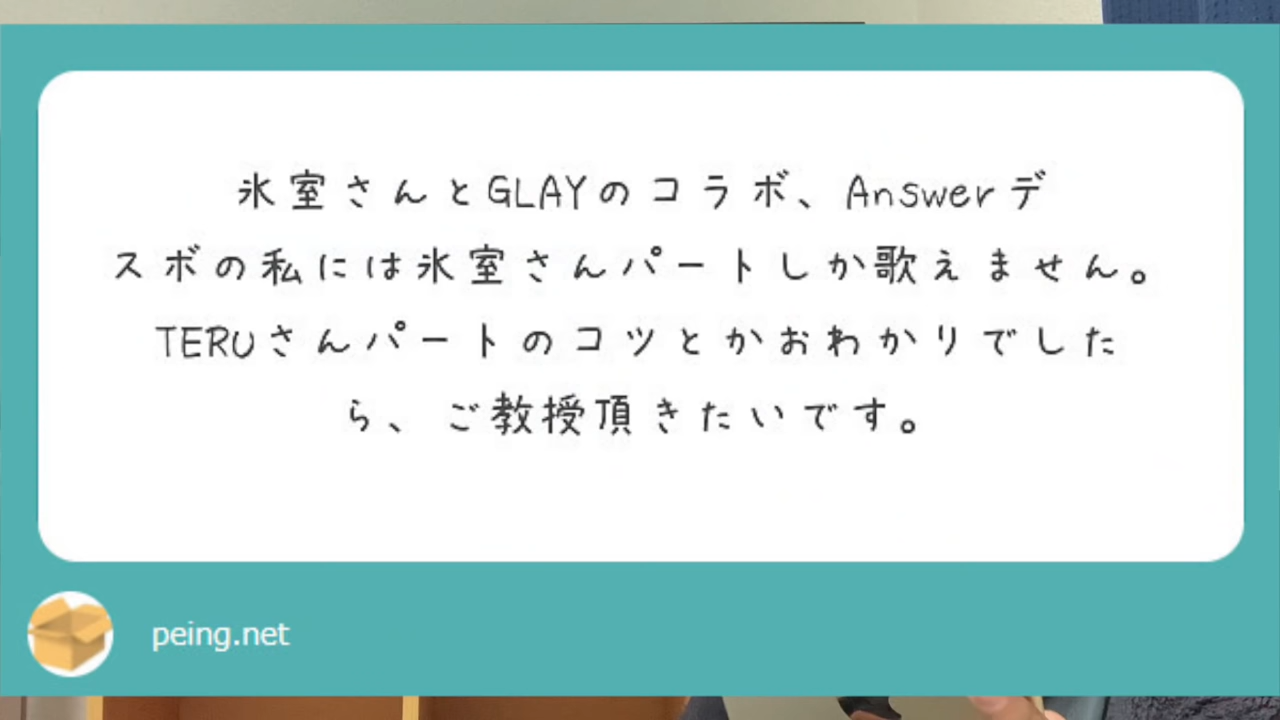 氷室さんとGLAYのコラボ、Answerデ
スボの私には氷室さんパートしか歌えません。
TERUさんパートのコツとかおわかりでした
ら、ご教授頂きたいです。
peing.net